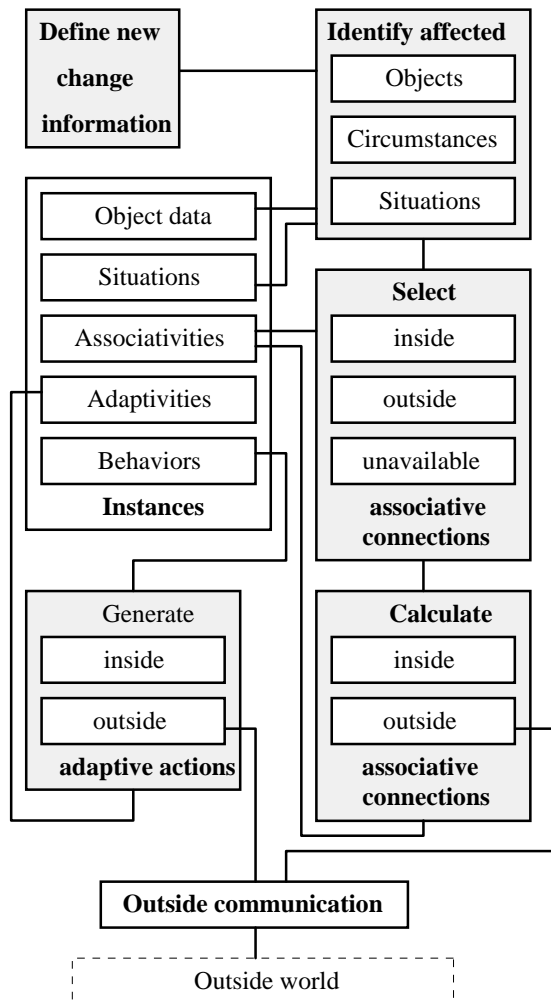 Define new
change
information
Identify affected
Objects
Circumstances
Situations
Object data
Situations
Associativities
Adaptivities
Behaviors
Instances
Select
inside
outside
unavailable
associative
connections
Generate
inside
outside
adaptive actions
Calculate
inside
outside
associative
connections
Outside communication
Outside world